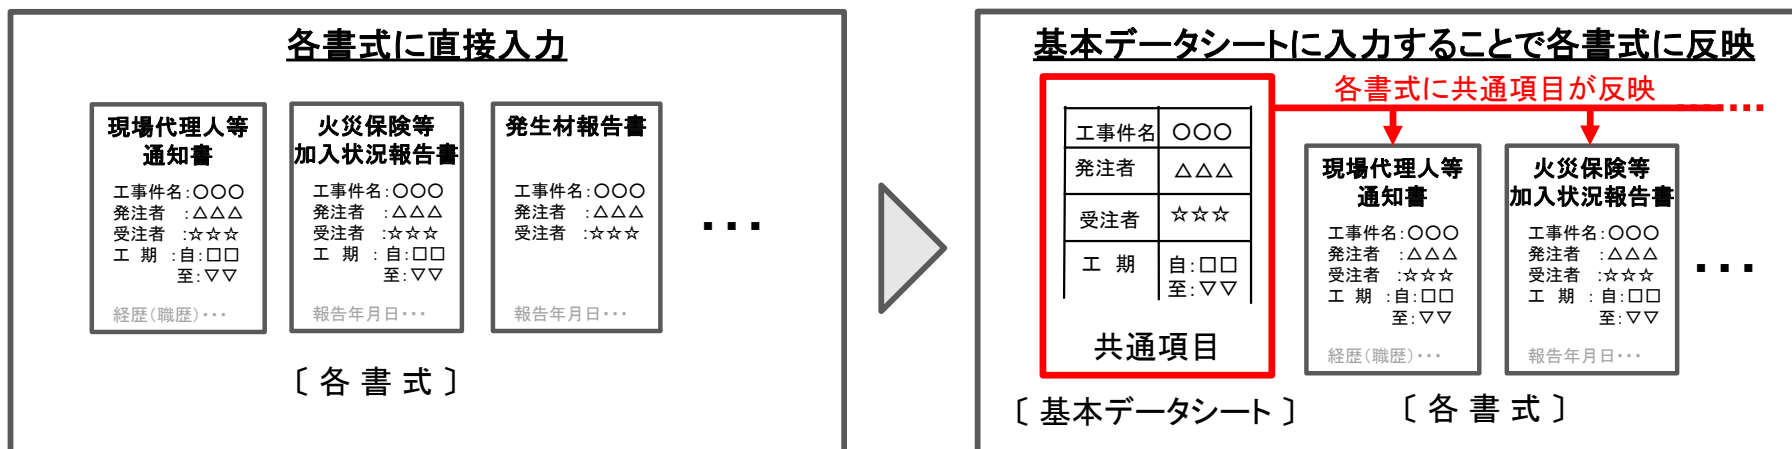 各書式に直接入力
現場代理人等
通知書
工事件名:〇〇〇
発注者 :△△△
受注者 :☆☆☆
工 期 :自:□□
至:▽▽
経歴(職歴)･･･
火災保険等
加入状況報告書
工事件名:〇〇〇
発注者 :△△△
受注者 :☆☆☆
工 期 :自:□□
至:▽▽
報告年月日･･･
発生材報告書
工事件名:〇〇〇
発注者 :△△△
受注者 :☆☆☆
報告年月日･･･
･･･
〔 各 書 式 〕
基本データシートに入力することで各書式に反映
各書式に共通項目が反映
工事件名 〇〇〇
発注者 △△△
受注者 ☆☆☆
工 期 自:□□
至:▽▽
共通項目
〔 基本データシート 〕
現場代理人等
通知書
工事件名:〇〇〇
発注者 :△△△
受注者 :☆☆☆
工 期 :自:□□
至:▽▽
経歴(職歴)･･･
火災保険等
加入状況報告書
工事件名:〇〇〇
発注者 :△△△
受注者 :☆☆☆
工 期 :自:□□
至:▽▽
報告年月日･･･
･･･
〔 各 書 式 〕